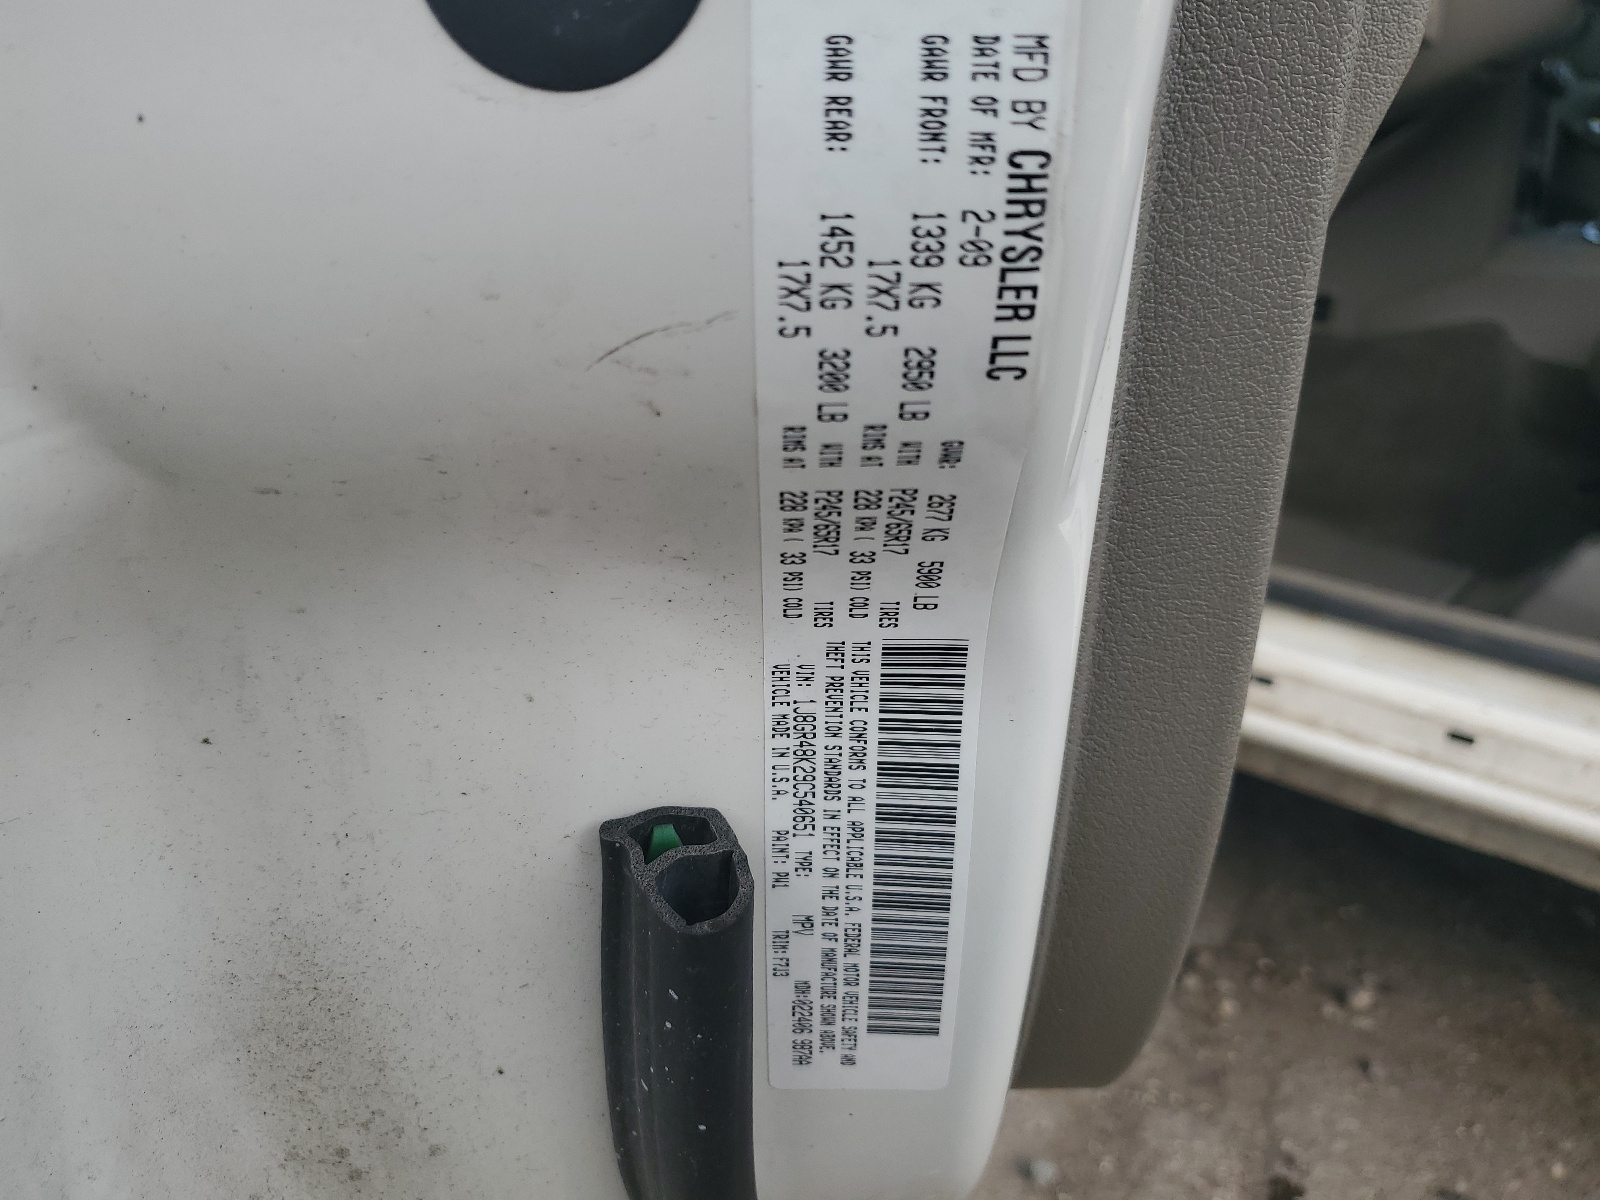 MFD BY CHRYSLER LLC
DATE OF MFR: 2-09 GVWR: 2677 KG 5900 LB
GAWR FRONT: 1339 KG 2950 LB WITH P245/65R17 TIRES
17X7.5 RIMS AT 228 KPA( 33 PSI) COLD
GAWR REAR: 1452 KG 3200 LB WITH P245/65R17 TIRES
17X7.5 RIMS AT 228 KPA( 33 PSI) COLD
THIS VEHICLE CONFORMS TO ALL APPLICABLE U.S.A. FEDERAL MOTOR VEHICLE SAFETY AND
THEFT PREVENTION STANDARDS IN EFFECT ON THE DATE OF MANUFACTURE SHOWN ABOVE.
VIN: 1J8GR48K29C540651 TYPE: MPV MDH:022406 987AA
VEHICLE MADE IN U.S.A. PAINT: PW1 TRIM: F7J3